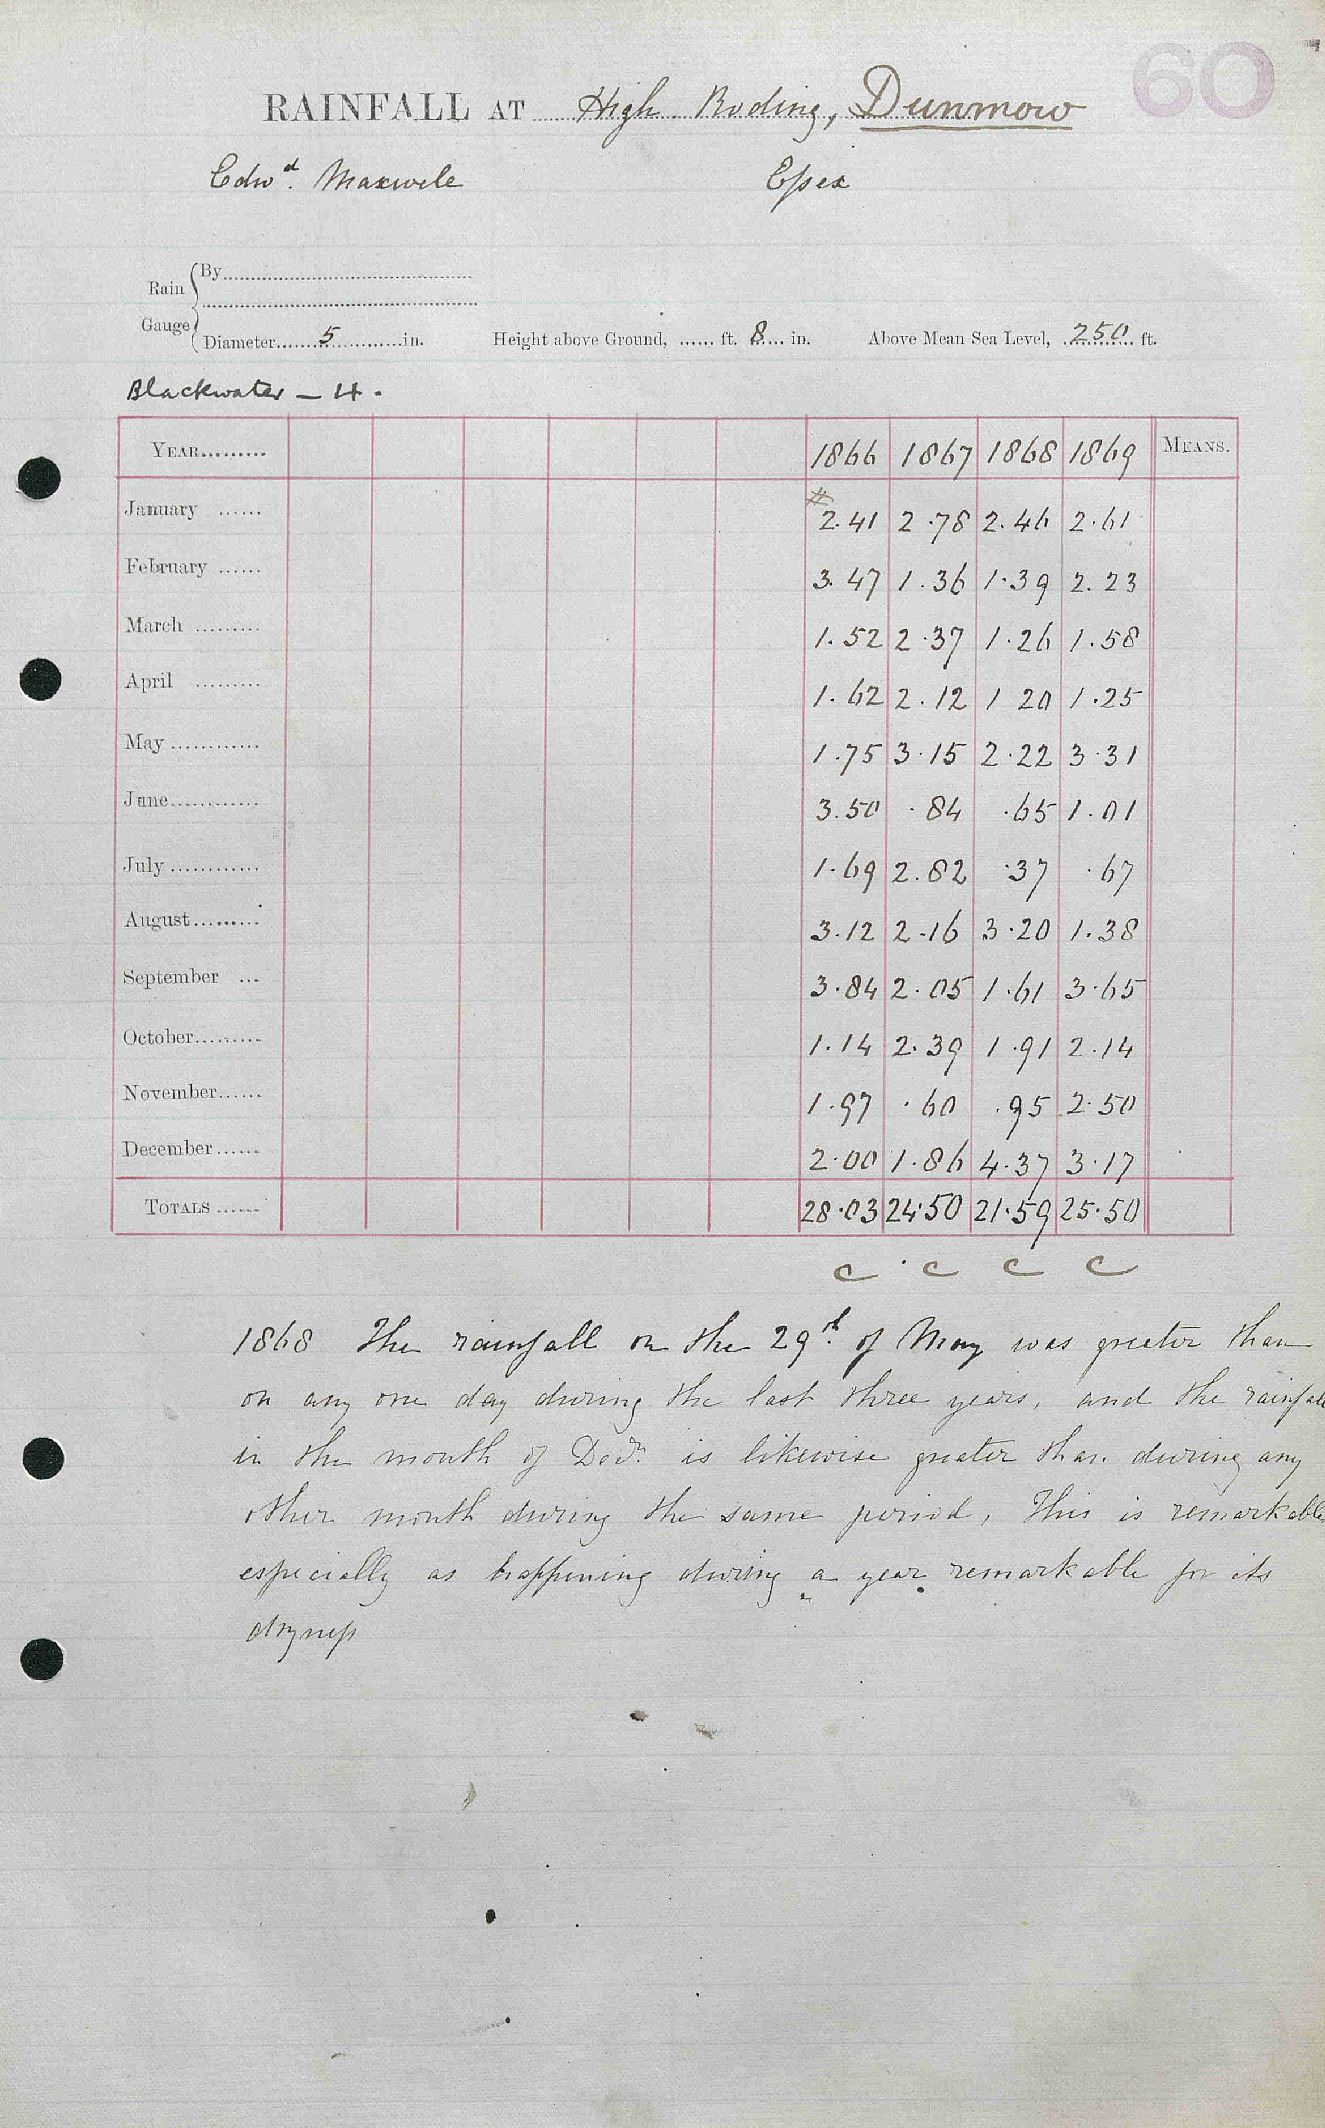 60
RAINFALL AT High Roding, Dunmow
Edwd. Maxwele Essex
Rain Gauge { By
Diameter 5 in. Height above Ground, ft. 8 in. Above Mean Sea Level, 250 ft.
Blackwater – 4.
YEAR 1866 1867 1868 1869 MEANS.
#
January 2.41 2.78 2.46 2.61
February 3.47 1.36 1.39 2.23
March 1.52 2.37 1.26 1.58
April 1.62 2.12 1 20 1.25
May 1.75 3.15 2.22 3.31
June 3.50 .84 .65 1.01
July 1.69 2.82 .37 .67
August 3.12 2.16 3.20 1.38
September 3.84 2.05 1.61 3.65
October 1.14 2.39 1.91 2.14
November 1.97 .60 .95 2.50
December 2.00 1.86 4.37 3.17
TOTALS 28.03 24.50 21.59 25.50
c c c c
1868 The rainfall on the 29th of May was greater than
on any one day during the last three years, and the rainfall
in the month of Decr. is likewise greater than during any
other month during the same period, This is remarkable
especially as happening during a year remarkable for its
dryness